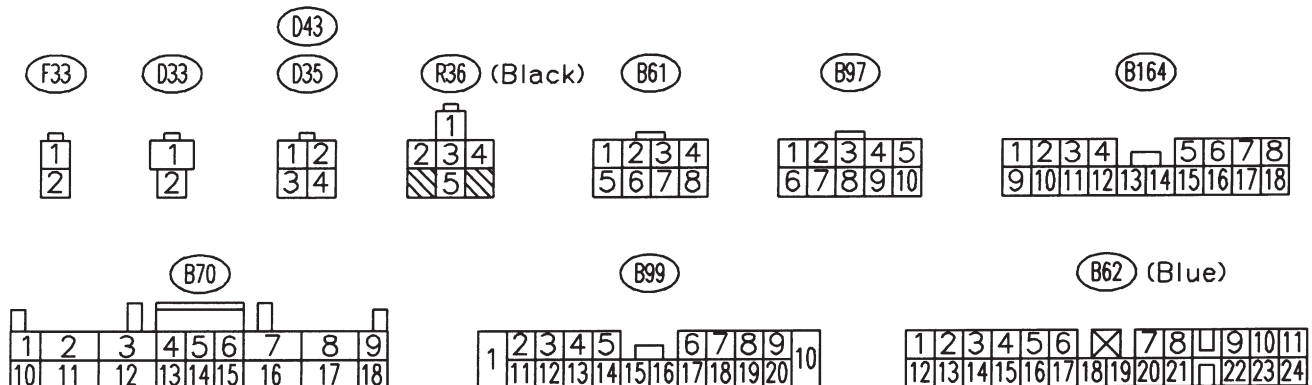 D43
F33 D33 D35 R36 (Black) B61 B97 B164
1
1 1 1 2 2 3 4 1 2 3 4 1 2 3 4 5 1 2 3 4 5 6 7 8
2 2 3 4 5 5 6 7 8 6 7 8 9 10 9 10 11 12 13 14 15 16 17 18
B70 B99 B62 (Blue)
1 2 3 4 5 6 7 8 9 1 2 3 4 5 6 7 8 9 10 1 2 3 4 5 6 7 8 9 10 11
10 11 12 13 14 15 16 17 18 11 12 13 14 15 16 17 18 19 20 12 13 14 15 16 17 18 19 20 21 22 23 24